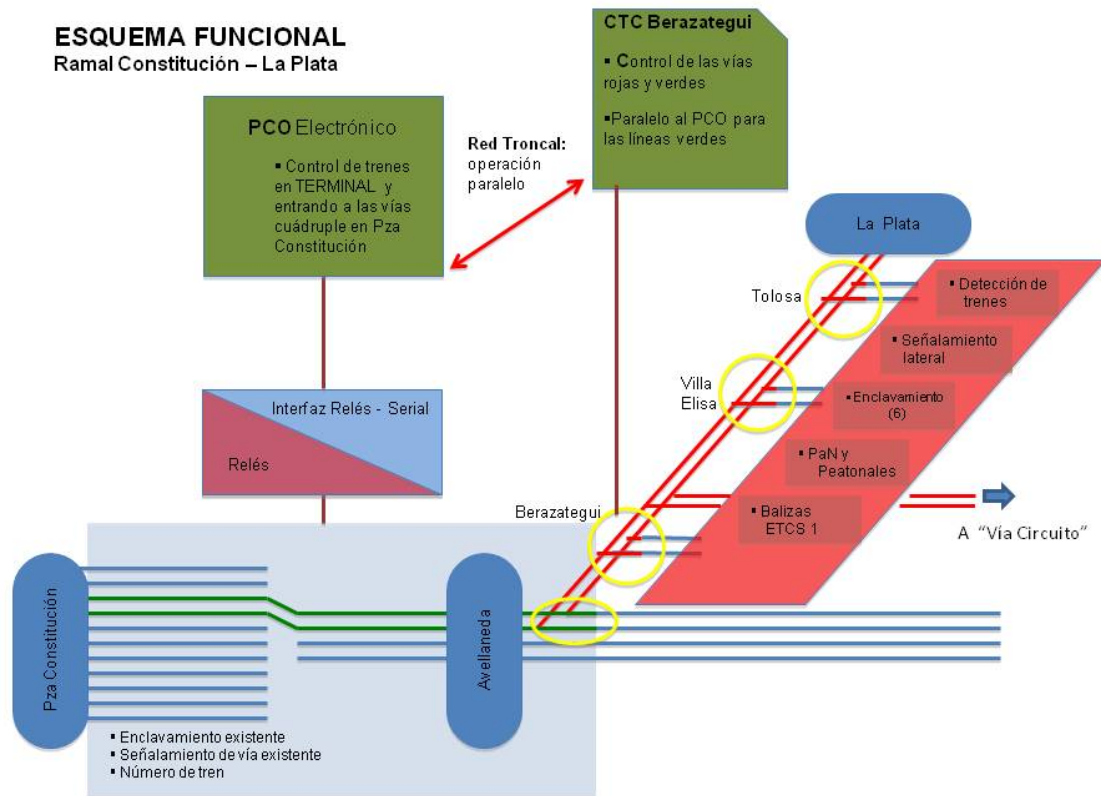 ESQUEMA FUNCIONAL
Ramal Constitución – La Plata
CTC Berazategui
▪ Control de las vías
rojas y verdes
▪Paralelo al PCO para
las líneas verdes
PCO Electrónico
▪ Control de trenes
en TERMINAL y
entrando a las vías
cuádruple en Pza
Constitución
Red Troncal:
operación
paralelo
La Plata
Tolosa
▪ Detección de
trenes
▪ Señalamiento
lateral
Villa
Elisa
▪Enclavamiento
(6)
Interfaz Relés - Serial
Relés
▪ PaN y
Peatonales
Berazategui
▪ Balizas
ETCS 1
A "Vía Circuito"
Pza Constitución
Avellaneda
▪ Enclavamiento existente
▪ Señalamiento de vía existente
▪ Número de tren